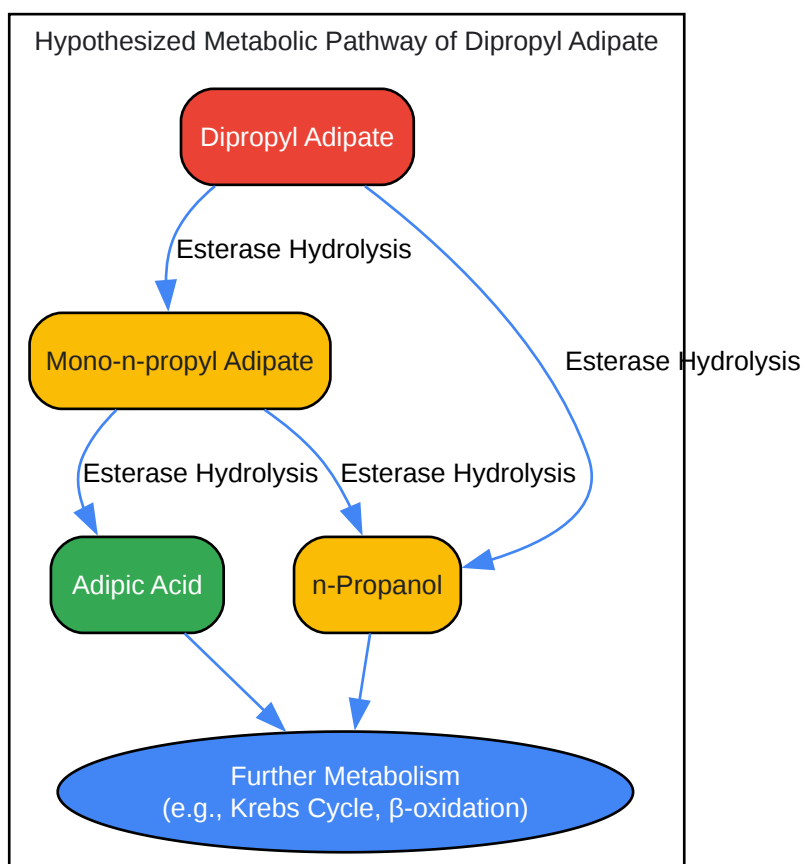 Hypothesized Metabolic Pathway of Dipropyl Adipate
Dipropyl Adipate
Esterase Hydrolysis
Mono-n-propyl Adipate
Esterase Hydrolysis
Esterase Hydrolysis
Esterase Hydrolysis
Adipic Acid
n-Propanol
Further Metabolism
(e.g., Krebs Cycle, β-oxidation)